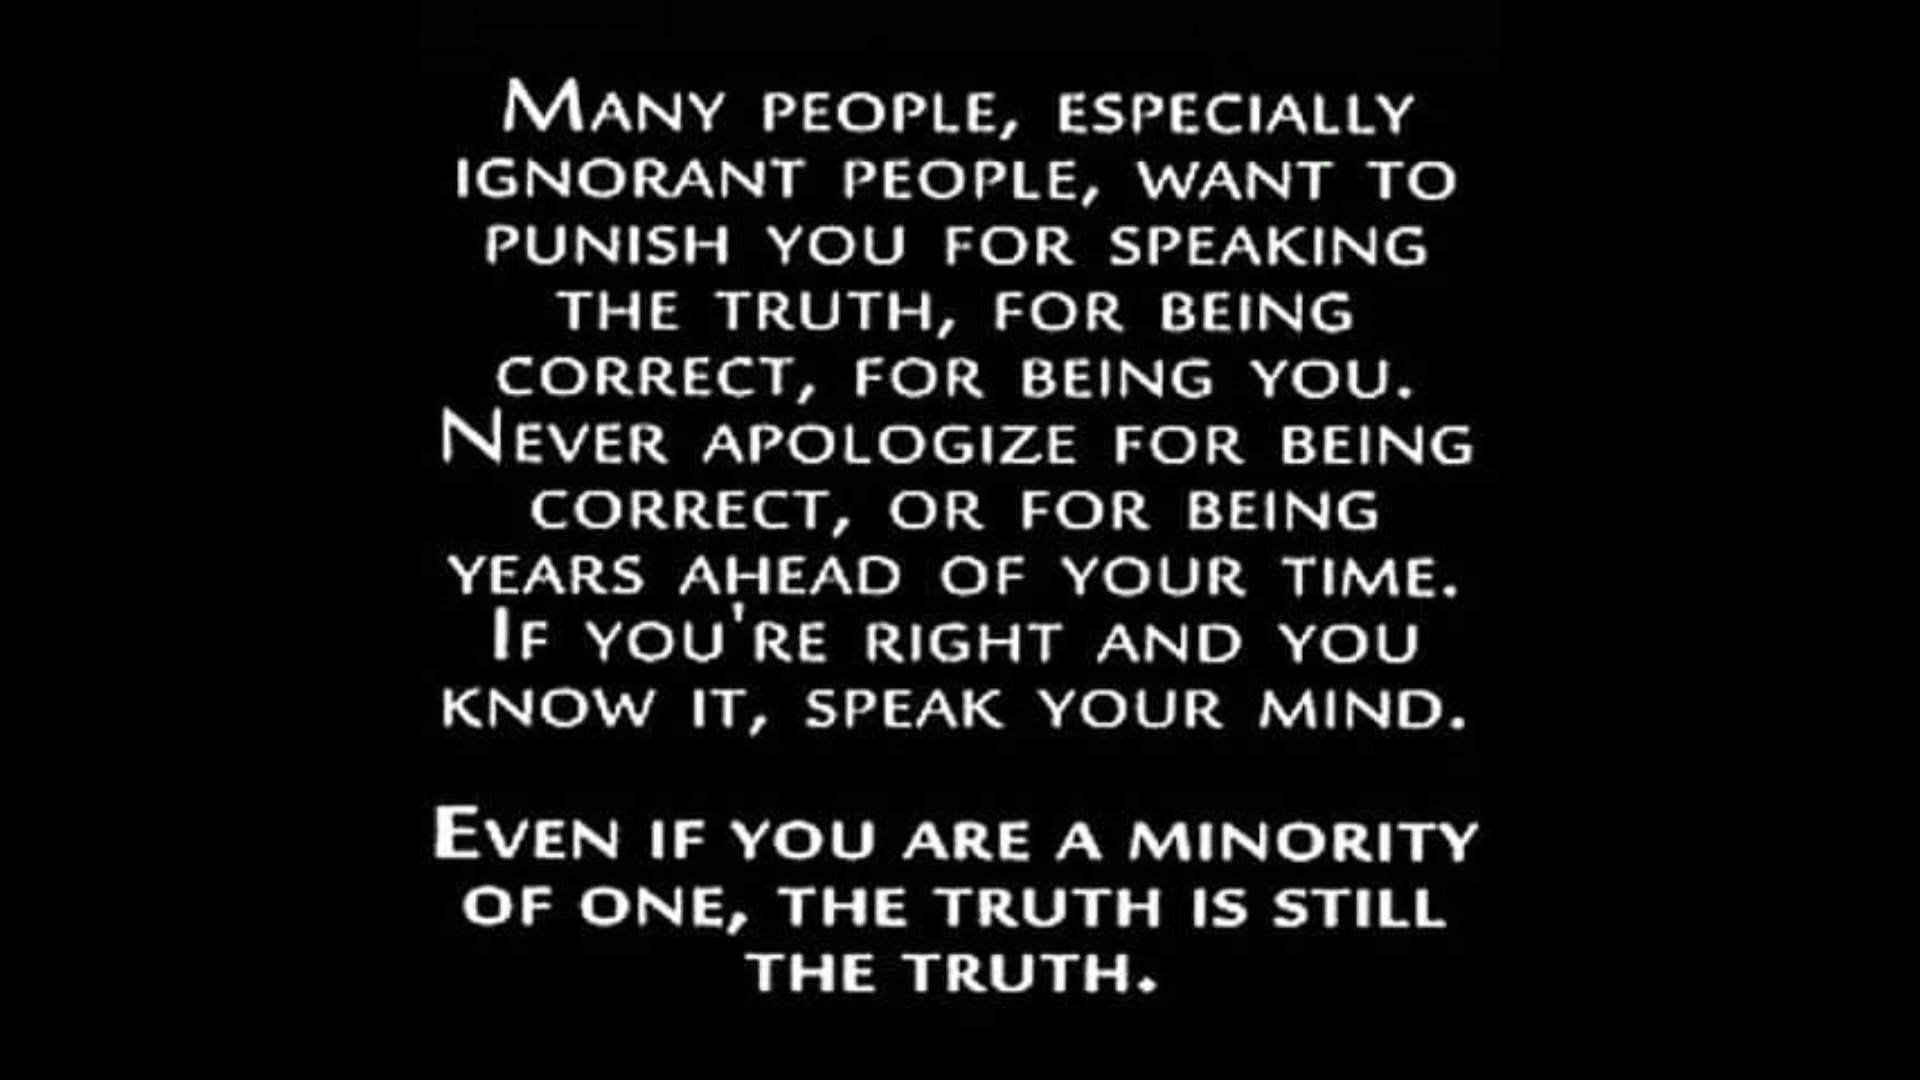 MANY PEOPLE, ESPECIALLY
IGNORANT PEOPLE, WANT TO
PUNISH YOU FOR SPEAKING
THE TRUTH, FOR BEING
CORRECT, FOR BEING YOU.
NEVER APOLOGIZE FOR BEING
CORRECT, OR FOR BEING
YEARS AHEAD OF YOUR TIME.
IF YOU'RE RIGHT AND YOU
KNOW IT, SPEAK YOUR MIND.
EVEN IF YOU ARE A MINORITY
OF ONE, THE TRUTH IS STILL
THE TRUTH.